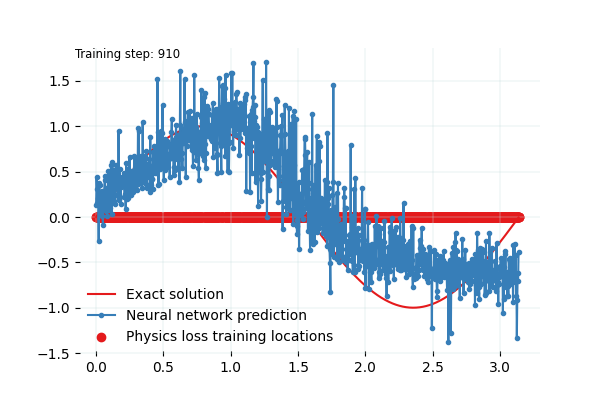 Training step: 910
1.5
1.0
0.5
0.0
−0.5
−1.0
−1.5
Exact solution
Neural network prediction
Physics loss training locations
0.0 0.5 1.0 1.5 2.0 2.5 3.0